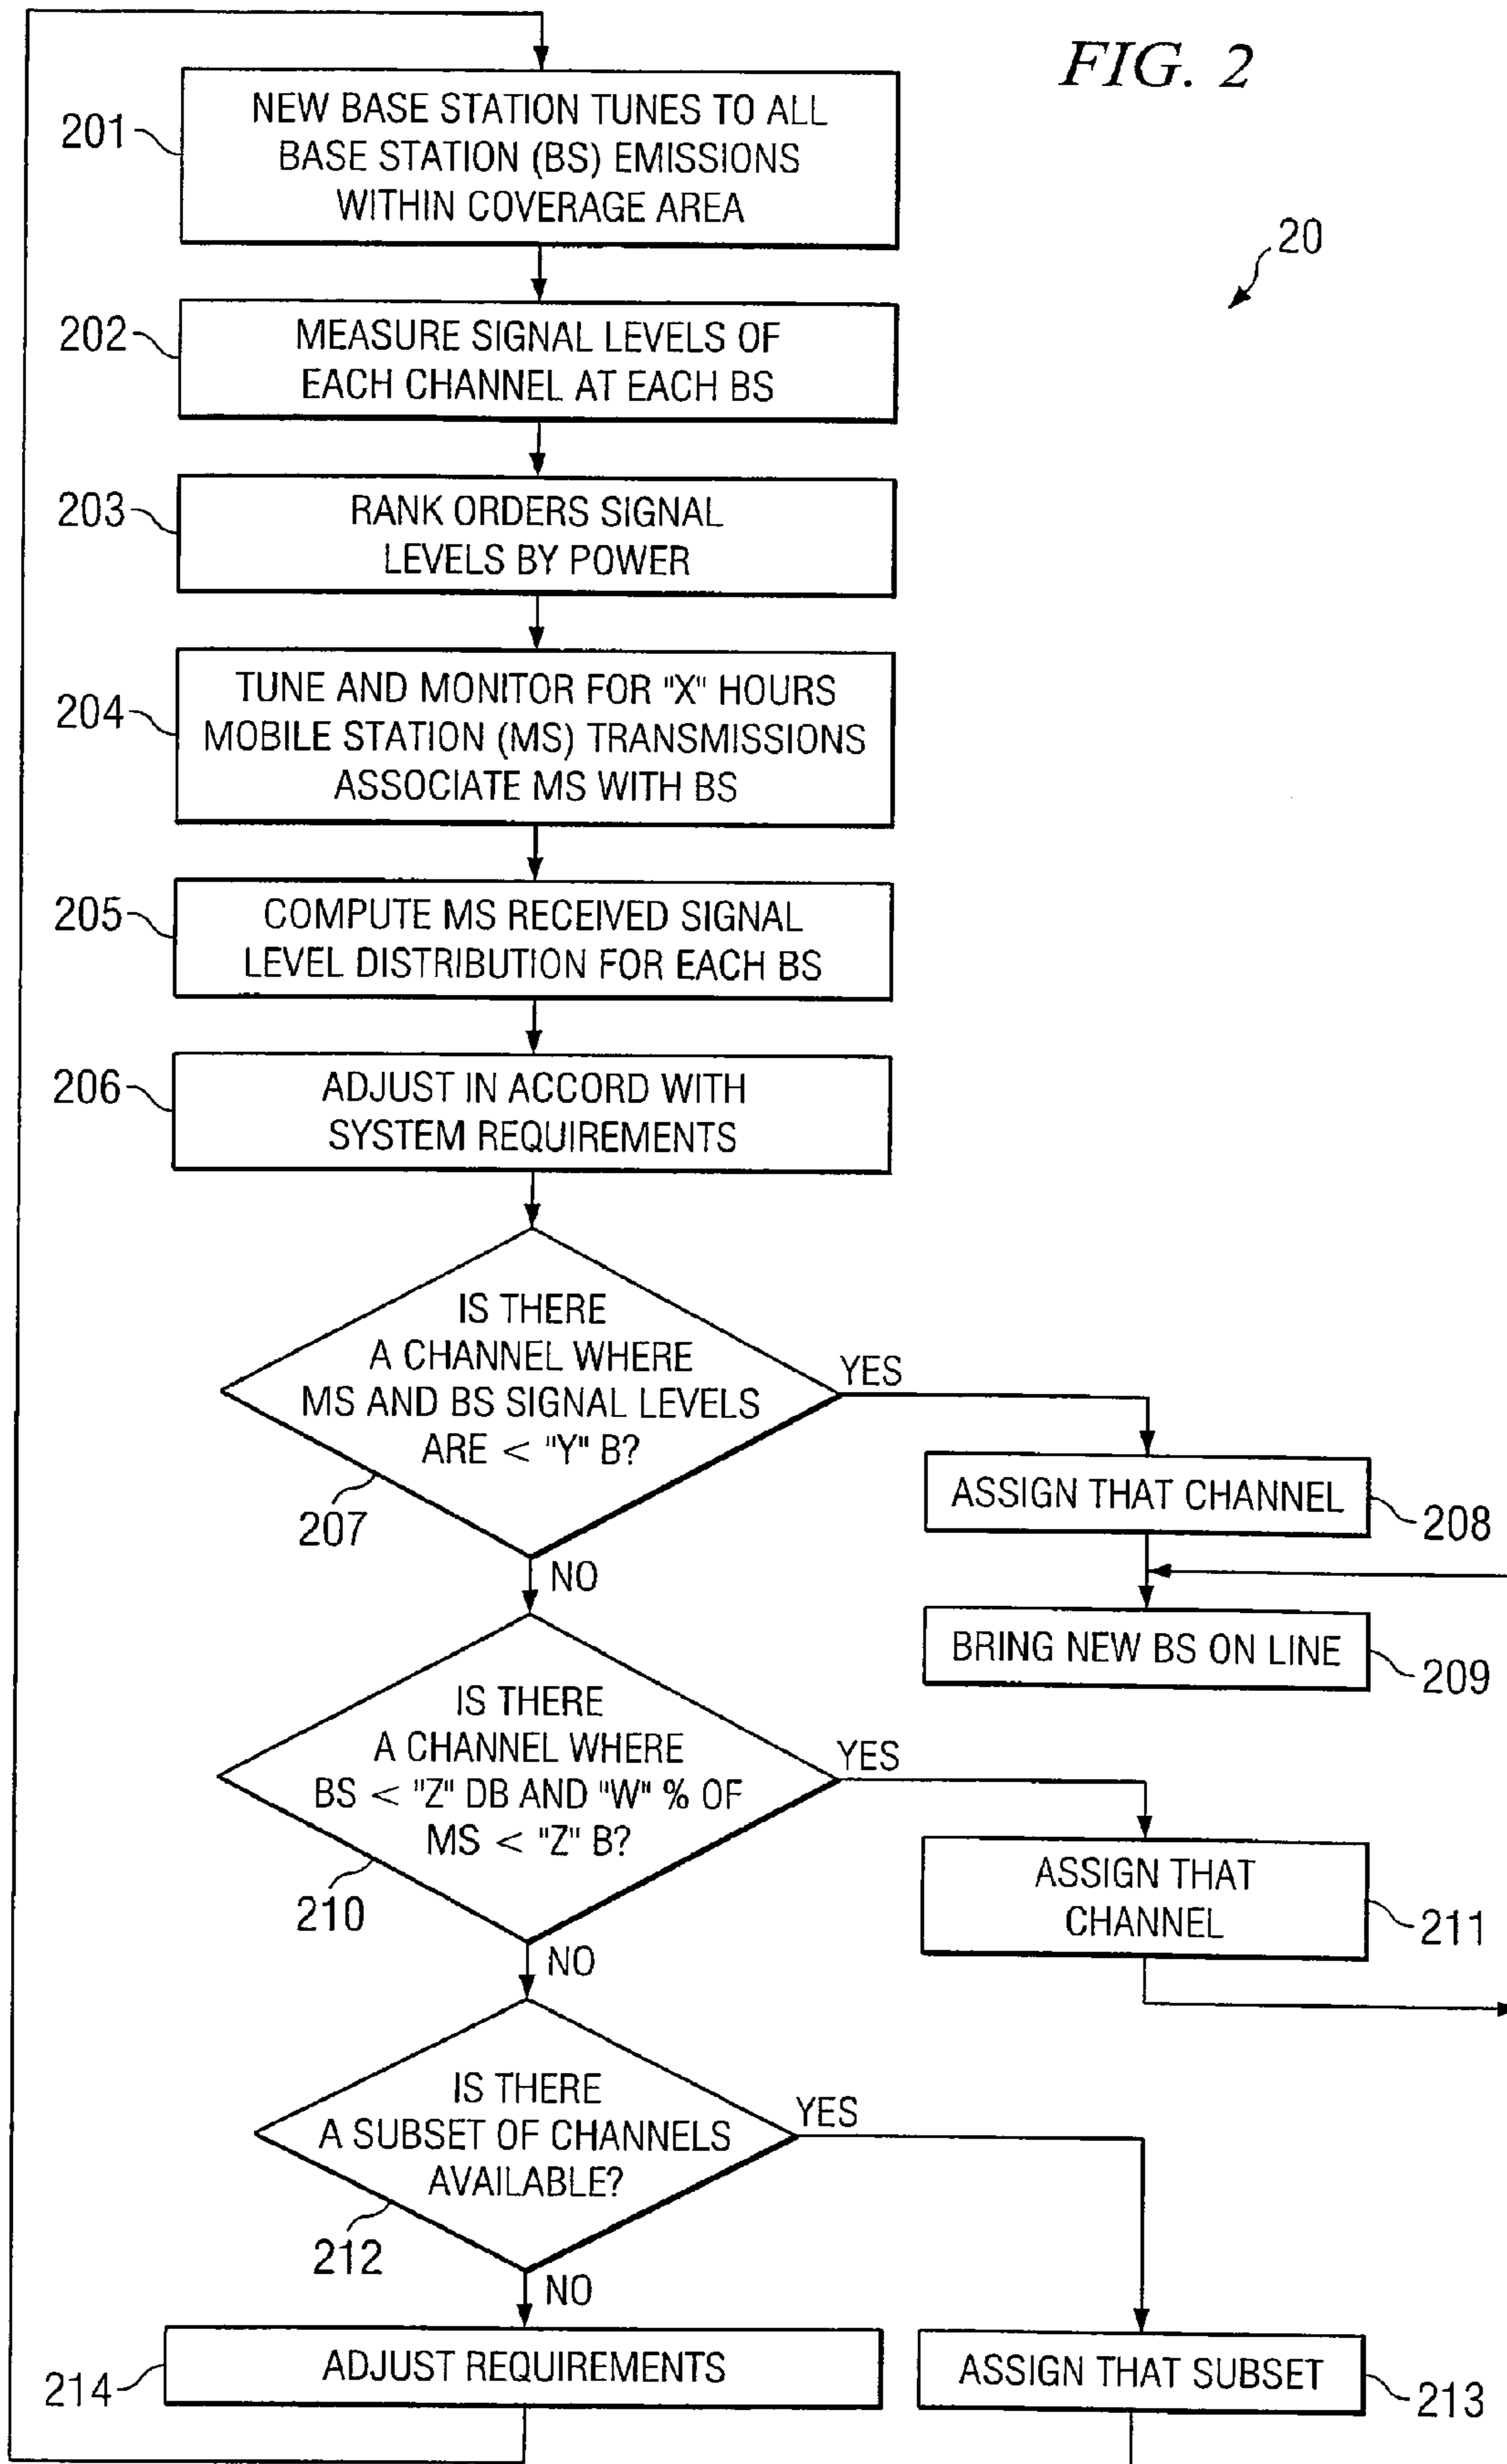 FIG. 2
20
201
NEW BASE STATION TUNES TO ALL
BASE STATION (BS) EMISSIONS
WITHIN COVERAGE AREA
202
MEASURE SIGNAL LEVELS OF
EACH CHANNEL AT EACH BS
203
RANK ORDERS SIGNAL
LEVELS BY POWER
204
TUNE AND MONITOR FOR "X" HOURS
MOBILE STATION (MS) TRANSMISSIONS
ASSOCIATE MS WITH BS
205
COMPUTE MS RECEIVED SIGNAL
LEVEL DISTRIBUTION FOR EACH BS
206
ADJUST IN ACCORD WITH
SYSTEM REQUIREMENTS
IS THERE
A CHANNEL WHERE
MS AND BS SIGNAL LEVELS
ARE < "Y" B?
207
YES
NO
ASSIGN THAT CHANNEL
208
BRING NEW BS ON LINE
209
IS THERE
A CHANNEL WHERE
BS < "Z" DB AND "W" % OF
MS < "Z" B?
210
YES
NO
ASSIGN THAT
CHANNEL
211
IS THERE
A SUBSET OF CHANNELS
AVAILABLE?
212
YES
NO
214
ADJUST REQUIREMENTS
ASSIGN THAT SUBSET
213